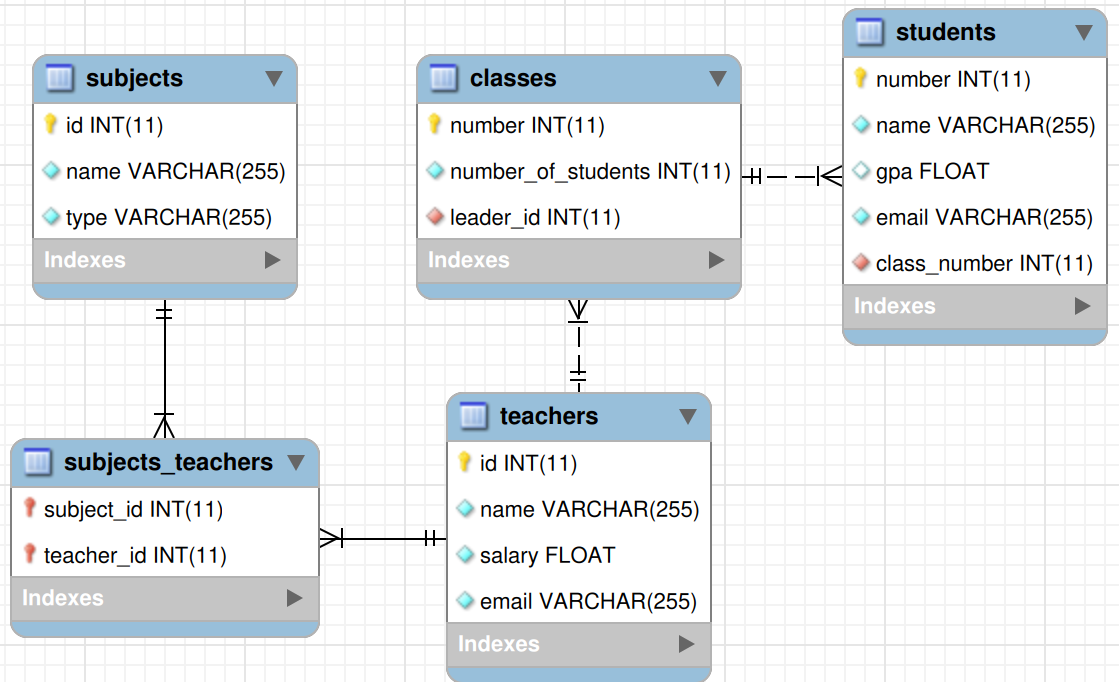 subjects
id INT(11)
name VARCHAR(255)
type VARCHAR(255)
Indexes
classes
number INT(11)
number_of_students INT(11)
leader_id INT(11)
Indexes
students
number INT(11)
name VARCHAR(255)
gpa FLOAT
email VARCHAR(255)
class_number INT(11)
Indexes
subjects_teachers
subject_id INT(11)
teacher_id INT(11)
Indexes
teachers
id INT(11)
name VARCHAR(255)
salary FLOAT
email VARCHAR(255)
Indexes